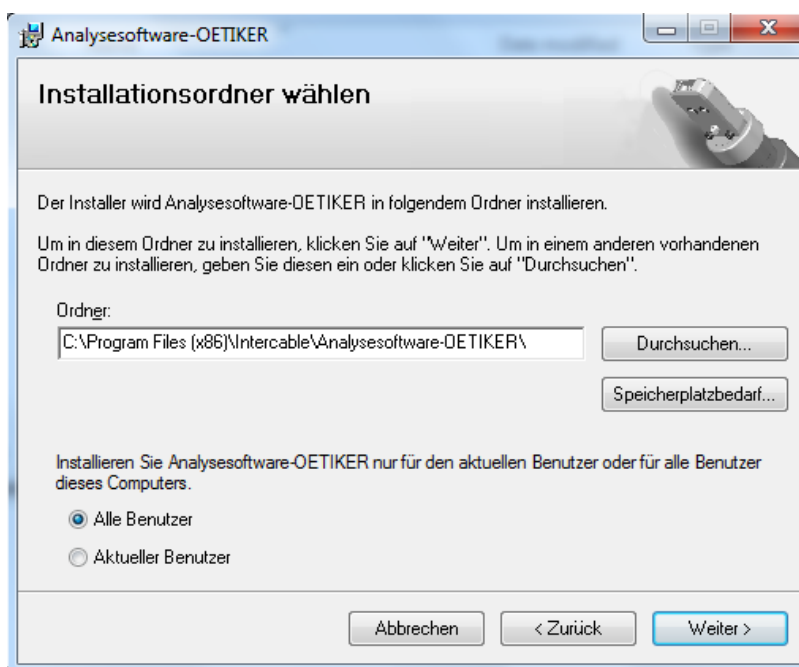 Analysesoftware-OETIKER
Installationsordner wählen
Der Installer wird Analysesoftware-OETIKER in folgendem Ordner installieren.
Um in diesem Ordner zu installieren, klicken Sie auf "Weiter". Um in einem anderen vorhandenen
Ordner zu installieren, geben Sie diesen ein oder klicken Sie auf "Durchsuchen".
Ordner:
C:\Program Files (x86)\Intercable\Analysesoftware-OETIKER\
Durchsuchen...
Speicherplatzbedarf...
Installieren Sie Analysesoftware-OETIKER nur für den aktuellen Benutzer oder für alle Benutzer
dieses Computers.
Alle Benutzer
Aktueller Benutzer
Abbrechen
< Zurück
Weiter >